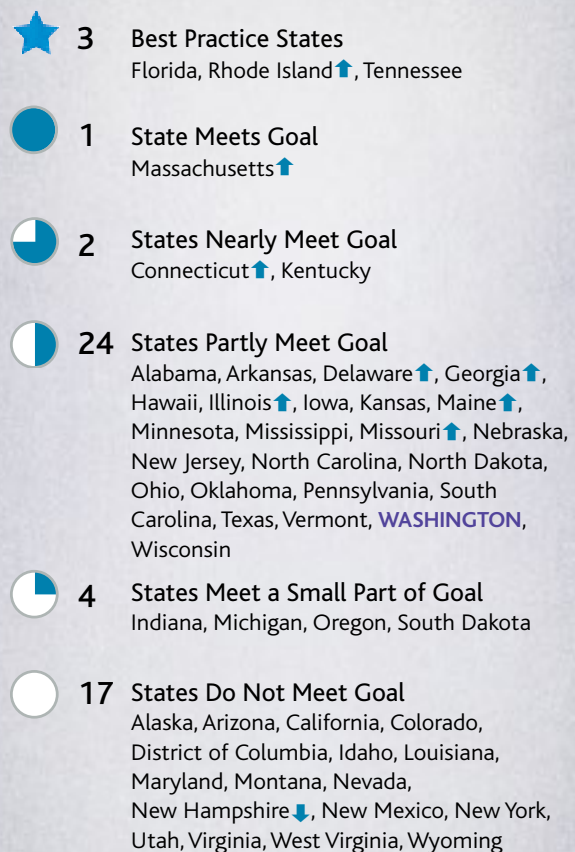 3 Best Practice States
Florida, Rhode Island⬆, Tennessee
1 State Meets Goal
Massachusetts⬆
2 States Nearly Meet Goal
Connecticut⬆, Kentucky
24 States Partly Meet Goal
Alabama, Arkansas, Delaware⬆, Georgia⬆,
Hawaii, Illinois⬆, Iowa, Kansas, Maine⬆,
Minnesota, Mississippi, Missouri⬆, Nebraska,
New Jersey, North Carolina, North Dakota,
Ohio, Oklahoma, Pennsylvania, South
Carolina, Texas, Vermont, WASHINGTON,
Wisconsin
4 States Meet a Small Part of Goal
Indiana, Michigan, Oregon, South Dakota
17 States Do Not Meet Goal
Alaska, Arizona, California, Colorado,
District of Columbia, Idaho, Louisiana,
Maryland, Montana, Nevada,
New Hampshire⬇, New Mexico, New York,
Utah, Virginia, West Virginia, Wyoming